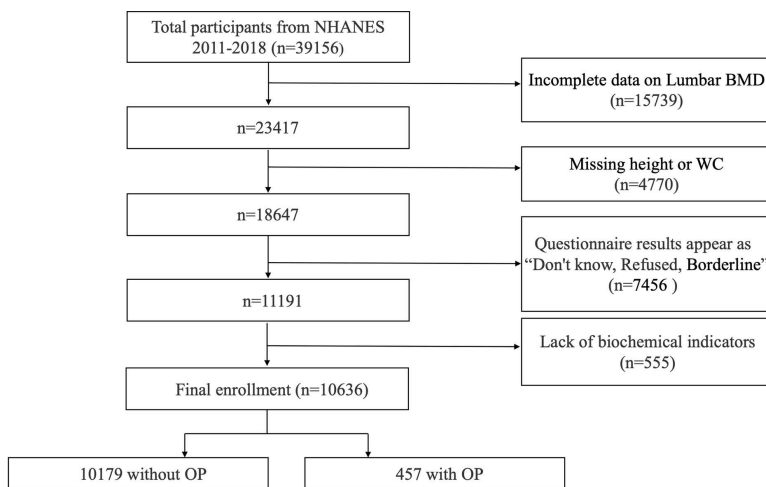 Total participants from NHANES
2011-2018 (n=39156)
Incomplete data on Lumbar BMD
(n=15739)
n=23417
Missing height or WC
(n=4770)
n=18647
Questionnaire results appear as
“Don't know, Refused, Borderline”
(n=7456 )
n=11191
Lack of biochemical indicators
(n=555)
Final enrollment (n=10636)
10179 without OP
457 with OP